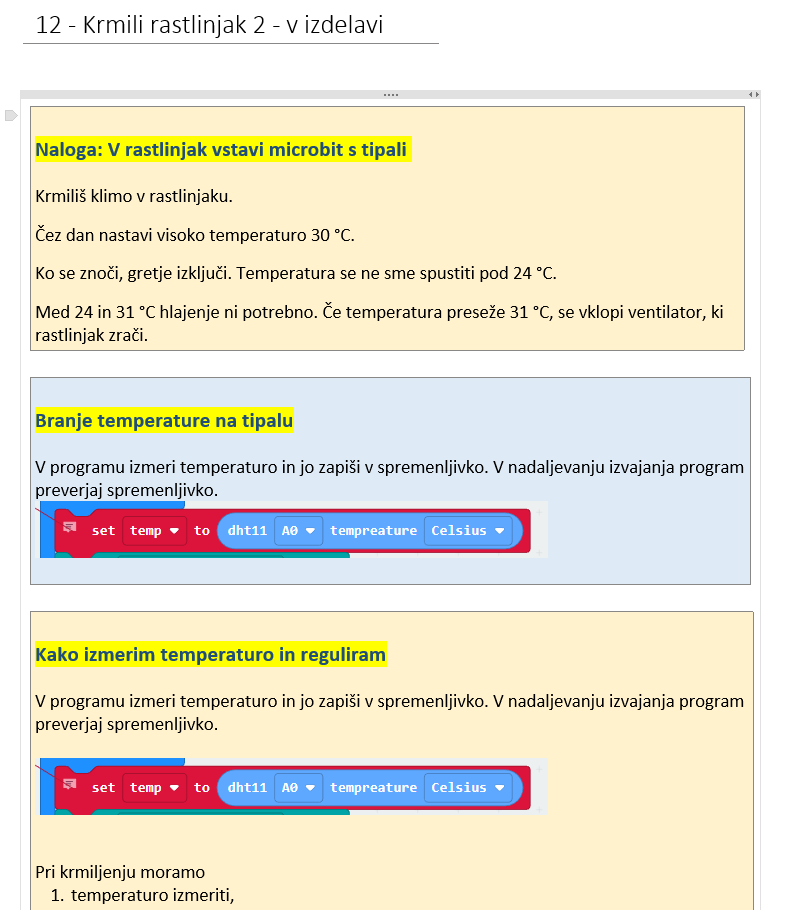 12 - Krmili rastlinjak 2 - v izdelavi
Naloga: V rastlinjak vstavi microbit s tipali
Krmiliš klimo v rastlinjaku.
Čez dan nastavi visoko temperaturo 30 °C.
Ko se znoči, gretje izključi. Temperatura se ne sme spustiti pod 24 °C.
Med 24 in 31 °C hlajenje ni potrebno. Če temperatura preseže 31 °C, se vklopi ventilator, ki
rastlinjak zrači.
Branje temperature na tipalu
V programu izmeri temperaturo in jo zapiši v spremenljivko. V nadaljevanju izvajanja program
preverjaj spremenljivko.
set temp to dht11 A0 tempreature Celsius
Kako izmerim temperaturo in reguliram
V programu izmeri temperaturo in jo zapiši v spremenljivko. V nadaljevanju izvajanja program
preverjaj spremenljivko.
set temp to dht11 A0 tempreature Celsius
Pri krmiljenju moramo
1. temperaturo izmeriti,